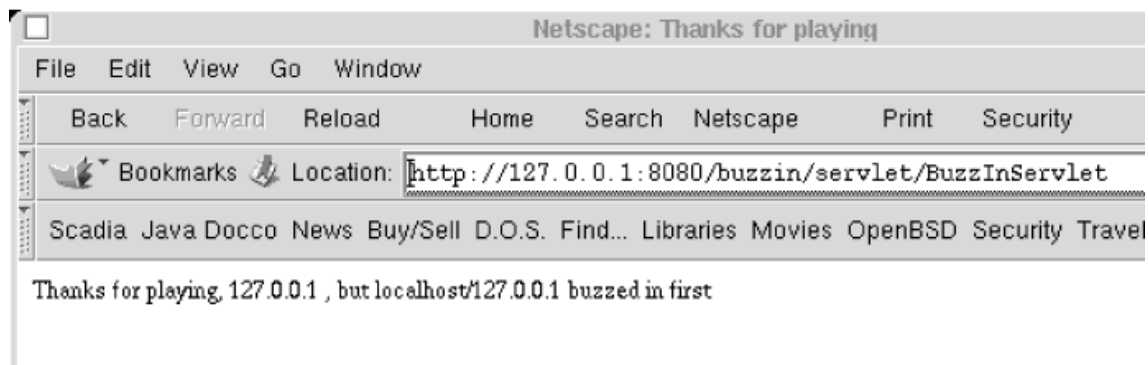 Netscape: Thanks for playing
File Edit View Go Window
Back Forward Reload Home Search Netscape Print Security
Bookmarks Location: http://127.0.0.1:8080/buzzin/servlet/BuzzInServlet
Scadia Java Docco News Buy/Sell D.O.S. Find... Libraries Movies OpenBSD Security Travel
Thanks for playing, 127.0.0.1 , but localhost/127.0.0.1 buzzed in first